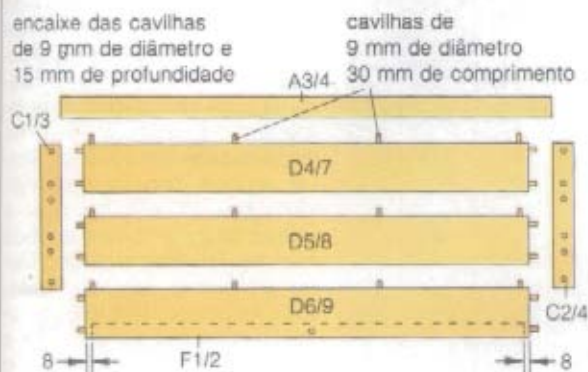 encaixe das cavilhas
de 9 mm de diâmetro e
15 mm de profundidade
cavilhas de
9 mm de diâmetro
30 mm de comprimento
A3/4
C1/3
D4/7
D5/8
D6/9
C2/4
8
F1/2
8